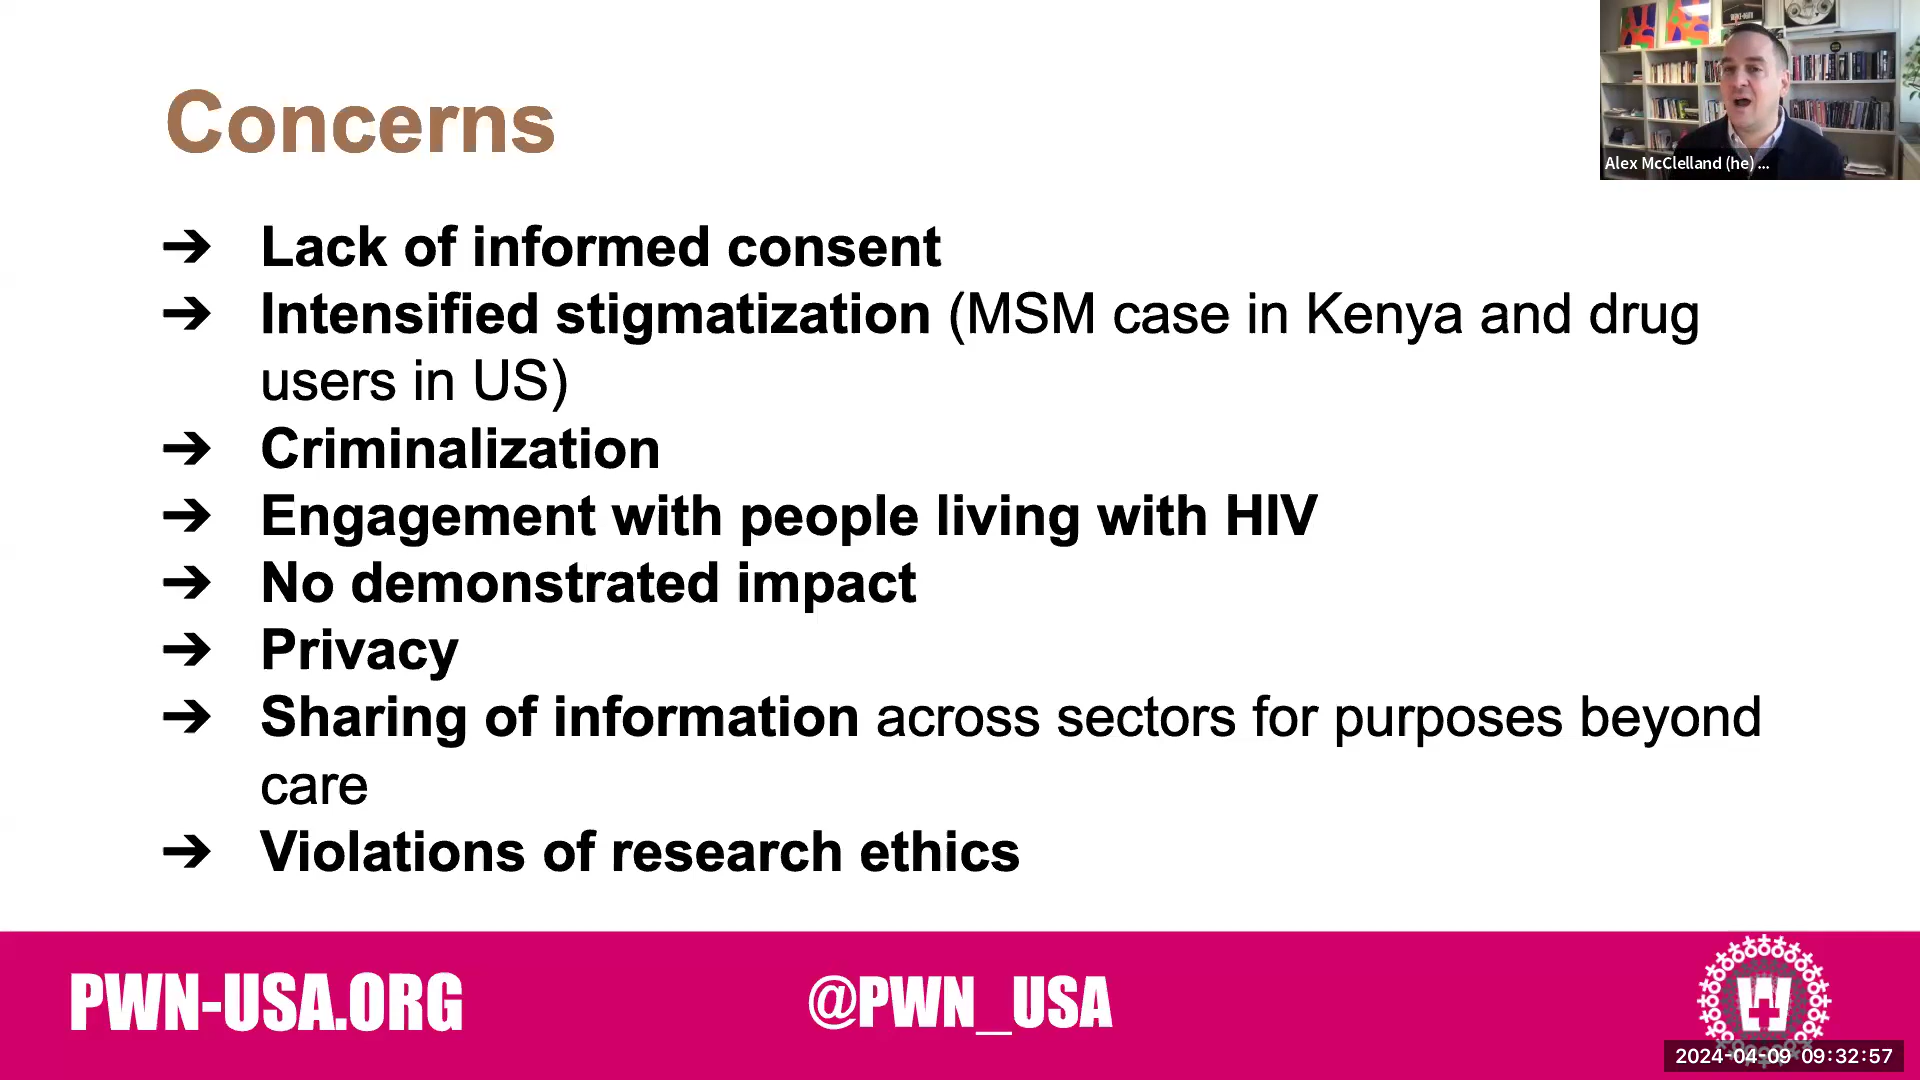 Concerns
Alex McClelland (he) ...
➔ Lack of informed consent
➔ Intensified stigmatization (MSM case in Kenya and drug
users in US)
➔ Criminalization
➔ Engagement with people living with HIV
➔ No demonstrated impact
➔ Privacy
➔ Sharing of information across sectors for purposes beyond
care
➔ Violations of research ethics
PWN-USA.ORG
@PWN_USA
2024-04-09 09:32:57